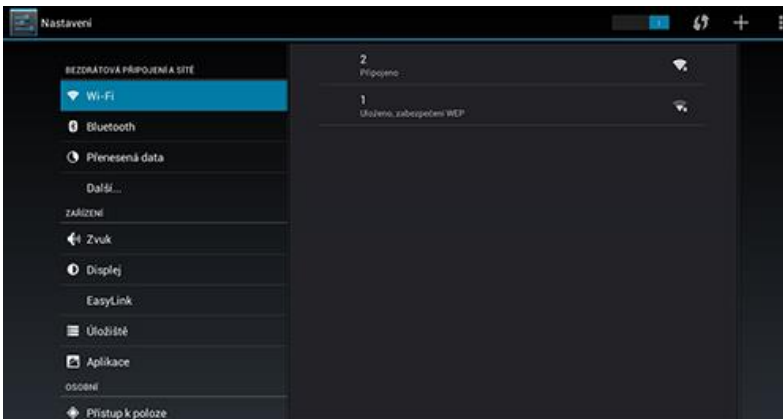 Nastavení
BEZDRÁTOVÁ PŘIPOJENÍ A SÍTĚ
Wi-Fi
Bluetooth
Přenesená data
Další...
ZAŘÍZENÍ
Zvuk
Displej
EasyLink
Úložiště
Aplikace
OSOBNÍ
Přístup k poloze
2
Připojeno
1
Uloženo, zabezpečení WEP